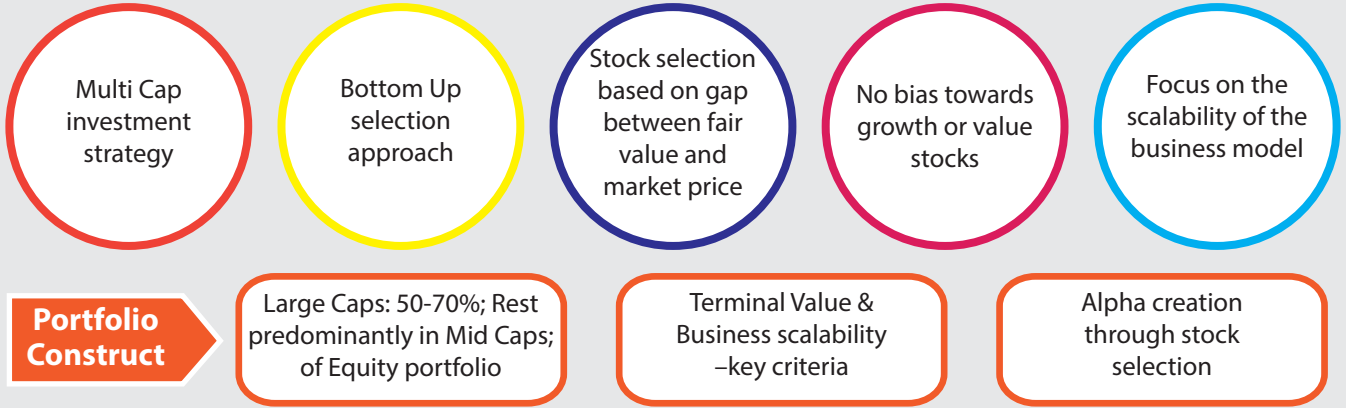 Multi Cap
investment
strategy
Bottom Up
selection
approach
Stock selection
based on gap
between fair
value and
market price
No bias towards
growth or value
stocks
Focus on the
scalability of the
business model
Portfolio
Construct
Large Caps: 50-70%; Rest
predominantly in Mid Caps;
of Equity portfolio
Terminal Value &
Business scalability
–key criteria
Alpha creation
through stock
selection